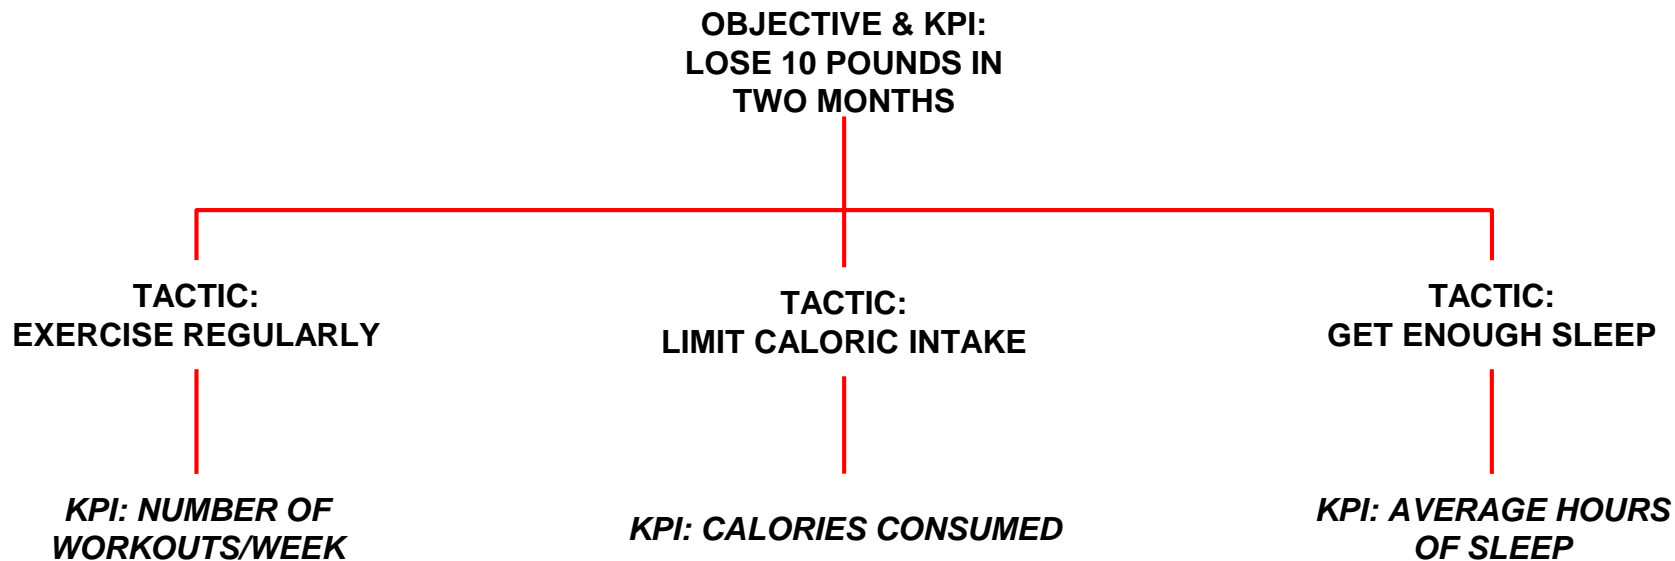 OBJECTIVE & KPI:
LOSE 10 POUNDS IN
TWO MONTHS
TACTIC:
EXERCISE REGULARLY
TACTIC:
LIMIT CALORIC INTAKE
TACTIC:
GET ENOUGH SLEEP
KPI: NUMBER OF
WORKOUTS/WEEK
KPI: CALORIES CONSUMED
KPI: AVERAGE HOURS
OF SLEEP